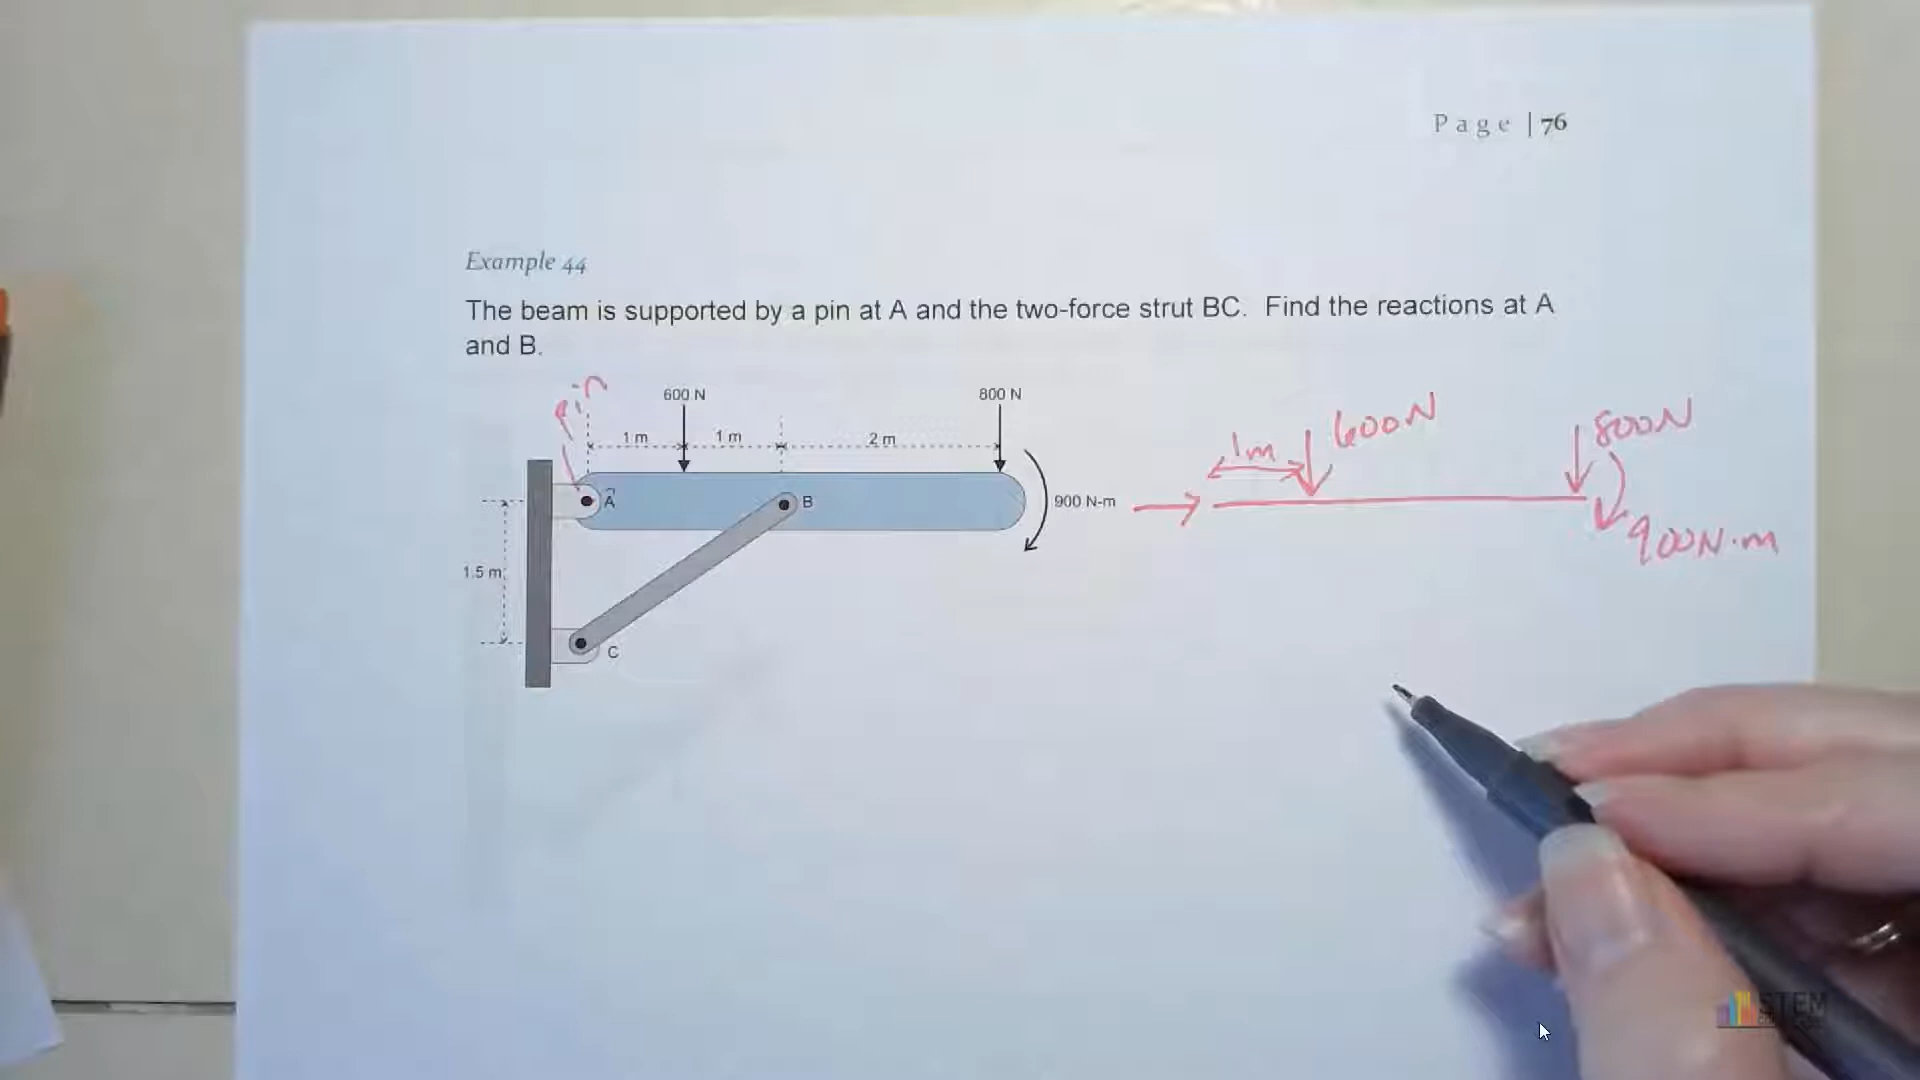 Page | 76
Example 44
The beam is supported by a pin at A and the two-force strut BC. Find the reactions at A
and B.
pin
600 N
800 N
1 m
1 m
2 m
A
B
900 N-m
1.5 m
C
1m
600N
800N
900N·m
STEM